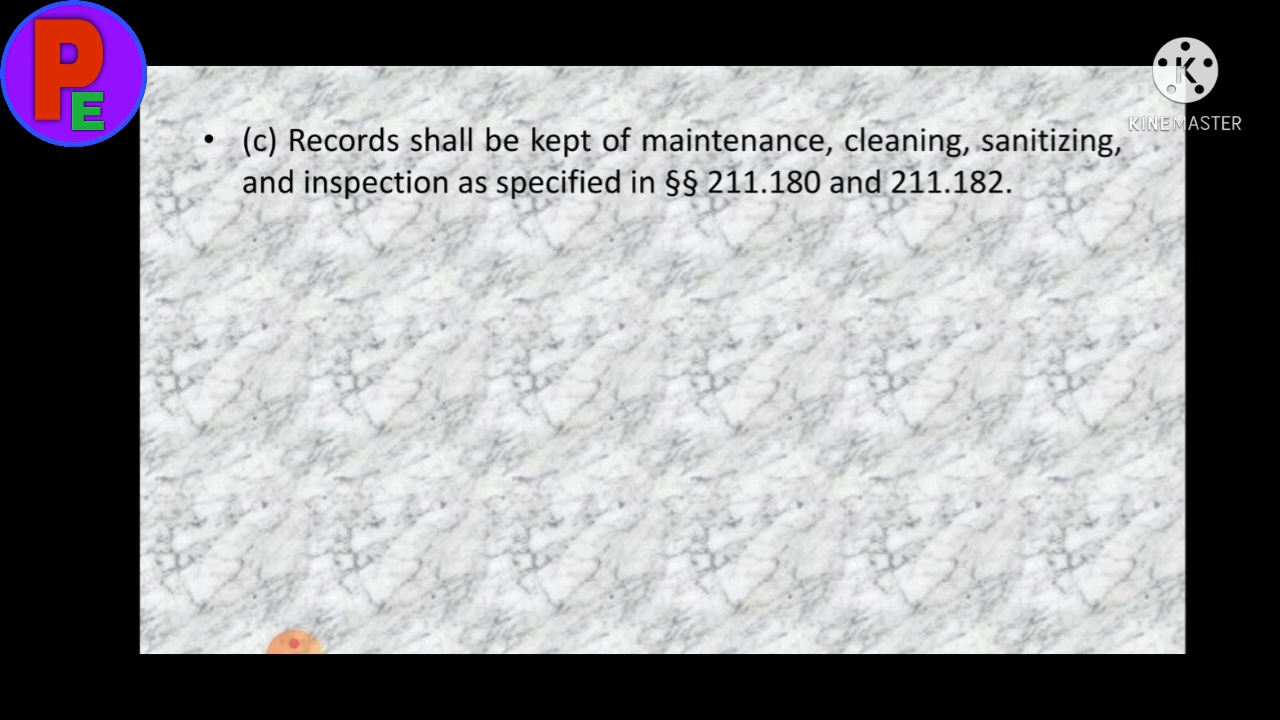 PE
K
KINEMASTER
• (c) Records shall be kept of maintenance, cleaning, sanitizing,
and inspection as specified in §§ 211.180 and 211.182.